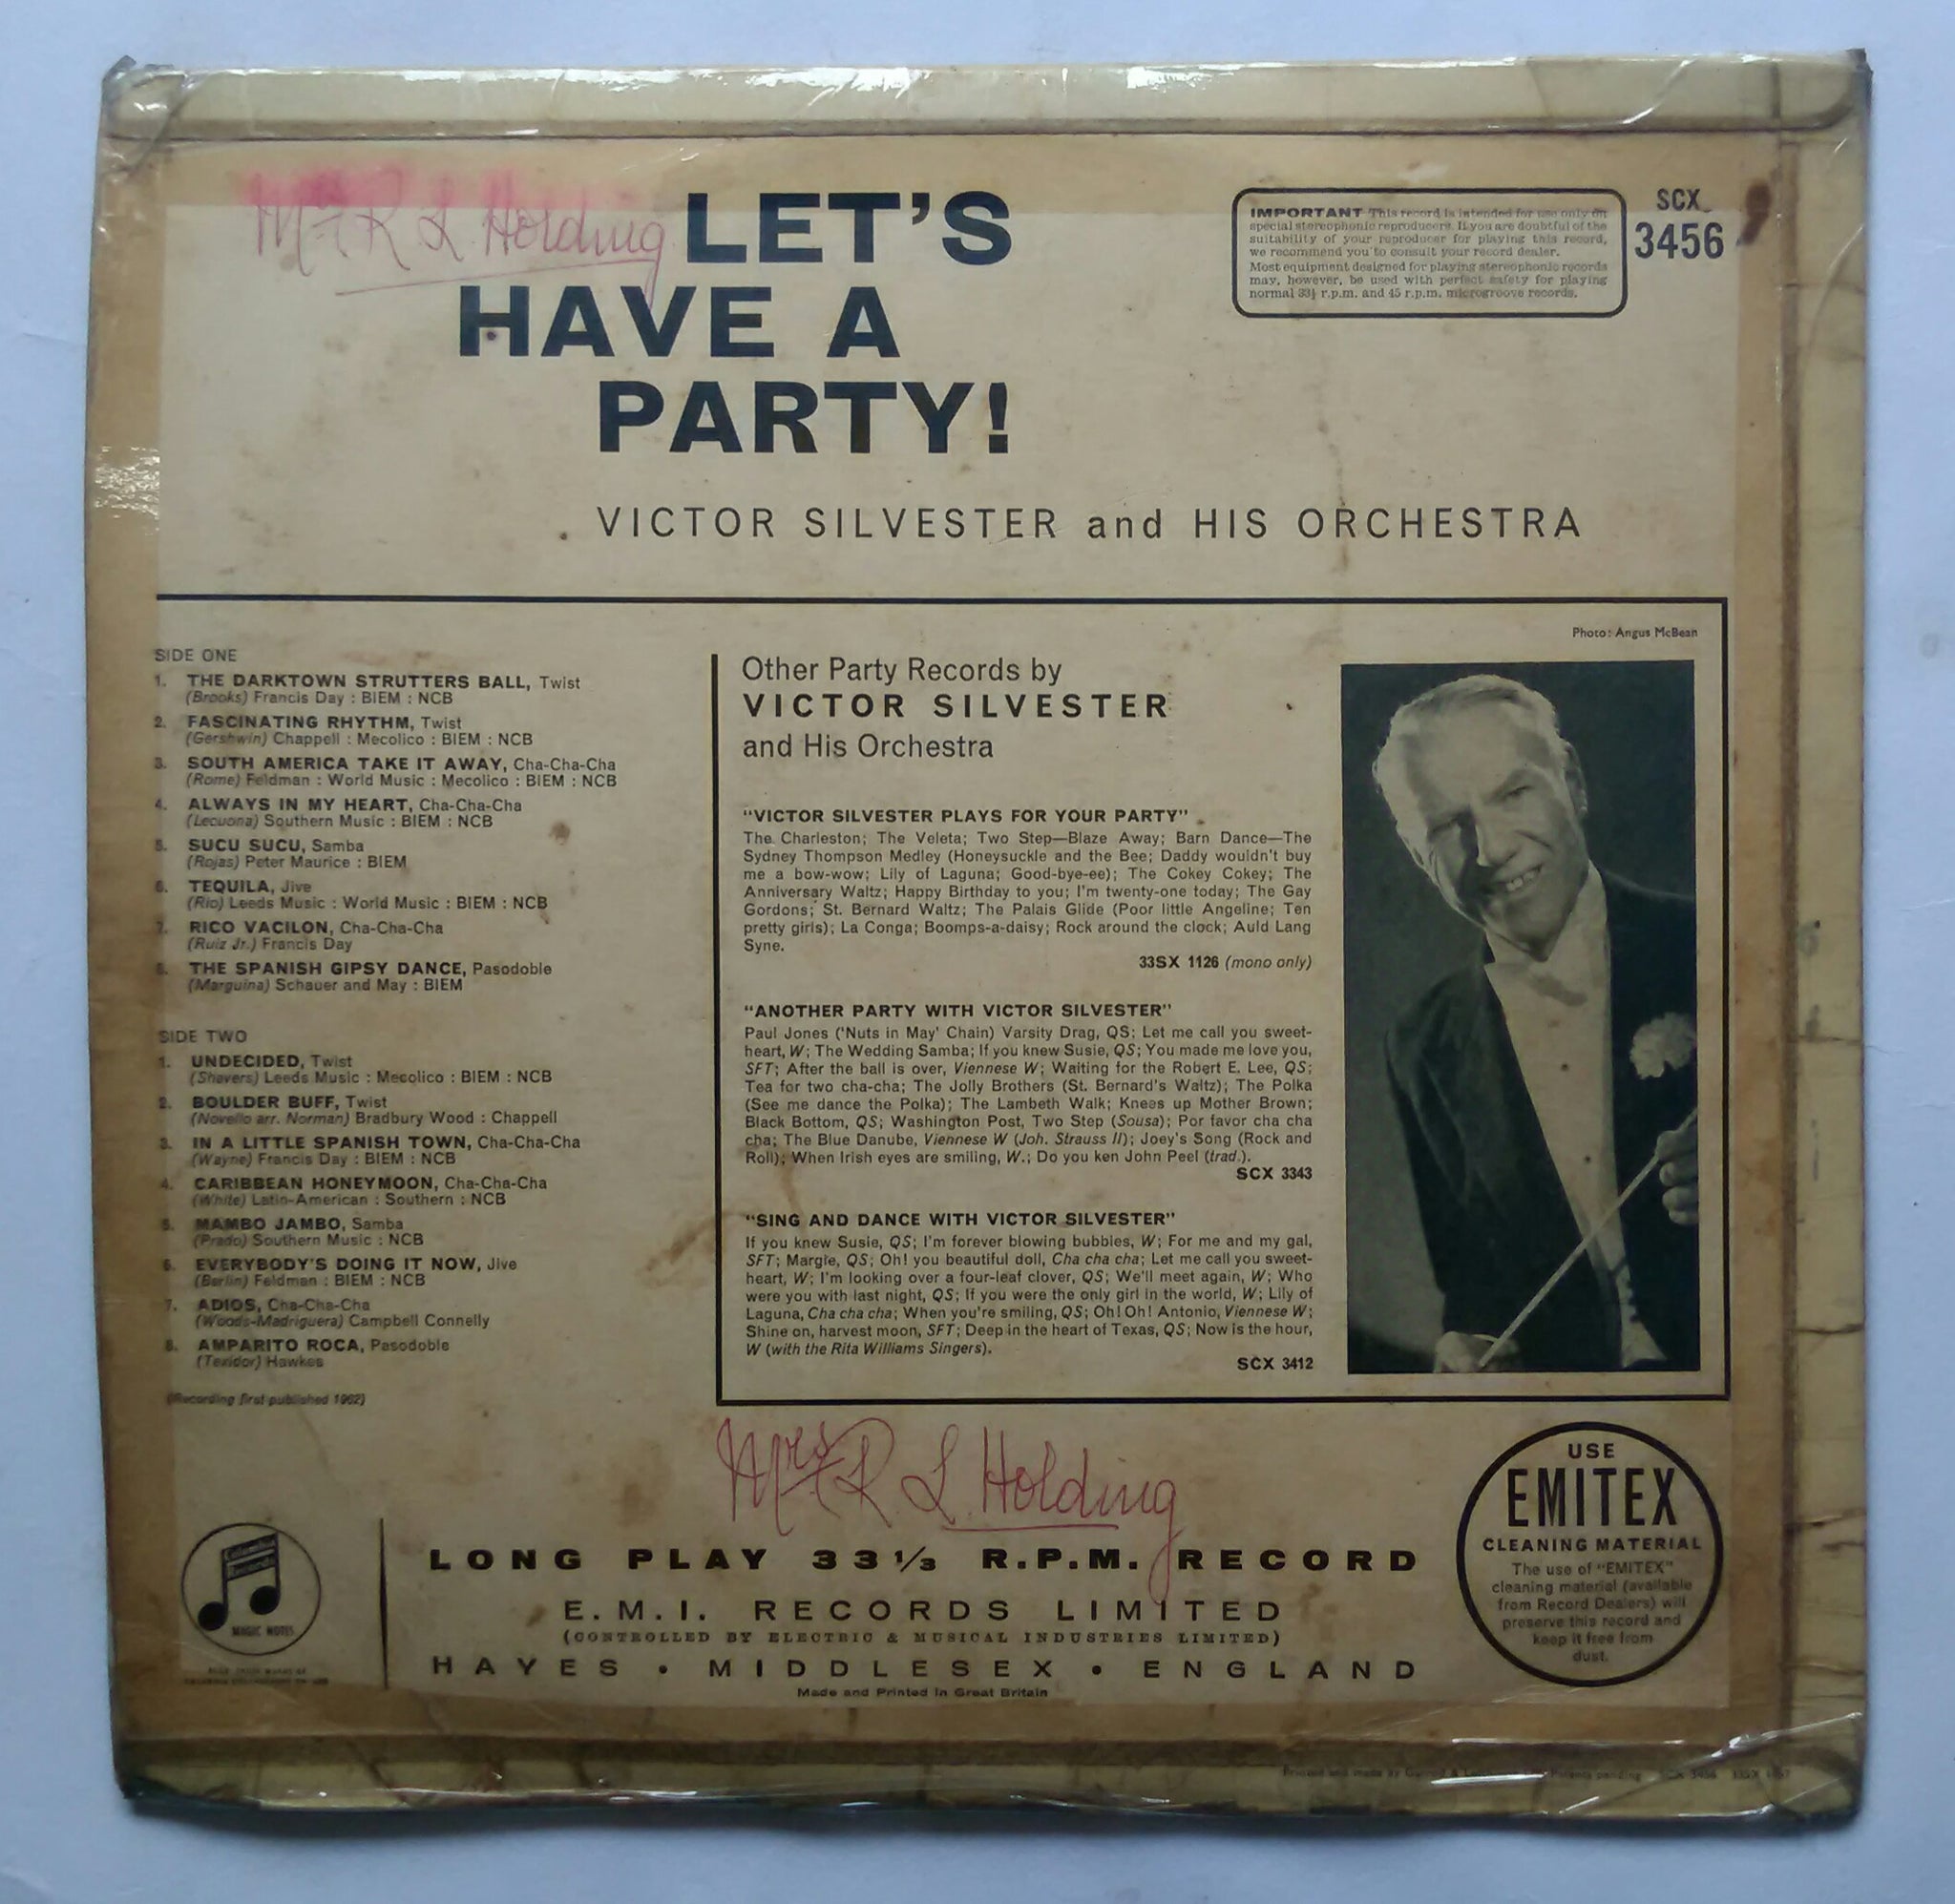 Mrs R L Holding
LET'S
HAVE A
PARTY!
VICTOR SILVESTER and HIS ORCHESTRA
IMPORTANT This record is intended for use only on
special stereophonic reproducers. If you are doubtful of the
suitability of your reproducer for playing this record,
we recommend you to consult your record dealer.
Most equipment designed for playing stereophonic records
may, however, be used with perfect safety for playing
normal 33⅓ r.p.m. and 45 r.p.m. microgroove records.
SCX
3456
SIDE ONE
1. THE DARKTOWN STRUTTERS BALL, Twist
(Brooks) Francis Day : BIEM : NCB
2. FASCINATING RHYTHM, Twist
(Gershwin) Chappell : Mecolico : BIEM : NCB
3. SOUTH AMERICA TAKE IT AWAY, Cha-Cha-Cha
(Rome) Feldman : World Music : Mecolico : BIEM : NCB
4. ALWAYS IN MY HEART, Cha-Cha-Cha
(Lecuona) Southern Music : BIEM : NCB
5. SUCU SUCU, Samba
(Rojas) Peter Maurice : BIEM
6. TEQUILA, Jive
(Rio) Leeds Music : World Music : BIEM : NCB
7. RICO VACILON, Cha-Cha-Cha
(Ruiz Jr.) Francis Day
8. THE SPANISH GIPSY DANCE, Pasodoble
(Marguina) Schauer and May : BIEM
SIDE TWO
1. UNDECIDED, Twist
(Shavers) Leeds Music : Mecolico : BIEM : NCB
2. BOULDER BUFF, Twist
(Novello arr. Norman) Bradbury Wood : Chappell
3. IN A LITTLE SPANISH TOWN, Cha-Cha-Cha
(Wayne) Francis Day : BIEM : NCB
4. CARIBBEAN HONEYMOON, Cha-Cha-Cha
(White) Latin-American : Southern : NCB
5. MAMBO JAMBO, Samba
(Prado) Southern Music : NCB
6. EVERYBODY'S DOING IT NOW, Jive
(Berlin) Feldman : BIEM : NCB
7. ADIOS, Cha-Cha-Cha
(Woods-Madriguera) Campbell Connelly
8. AMPARITO ROCA, Pasodoble
(Texidor) Hawkes
(Recording first published 1962)
Other Party Records by
VICTOR SILVESTER
and His Orchestra
"VICTOR SILVESTER PLAYS FOR YOUR PARTY"
The Charleston; The Veleta; Two Step—Blaze Away; Barn Dance—The
Sydney Thompson Medley (Honeysuckle and the Bee; Daddy wouldn't buy
me a bow-wow; Lily of Laguna; Good-bye-ee); The Cokey Cokey; The
Anniversary Waltz; Happy Birthday to you; I'm twenty-one today; The Gay
Gordons; St. Bernard Waltz; The Palais Glide (Poor little Angeline; Ten
pretty girls); La Conga; Boomps-a-daisy; Rock around the clock; Auld Lang
Syne.
33SX 1126 (mono only)
"ANOTHER PARTY WITH VICTOR SILVESTER"
Paul Jones ('Nuts in May' Chain) Varsity Drag, QS; Let me call you sweet-
heart, W; The Wedding Samba; If you knew Susie, QS; You made me love you,
SFT; After the ball is over, Viennese W; Waiting for the Robert E. Lee, QS;
Tea for two cha-cha; The Jolly Brothers (St. Bernard's Waltz); The Polka
(See me dance the Polka); The Lambeth Walk; Knees up Mother Brown;
Black Bottom, QS; Washington Post, Two Step (Sousa); Por favor cha cha
cha; The Blue Danube, Viennese W (Joh. Strauss II); Joey's Song (Rock and
Roll); When Irish eyes are smiling, W.; Do you ken John Peel (trad.).
SCX 3343
"SING AND DANCE WITH VICTOR SILVESTER"
If you knew Susie, QS; I'm forever blowing bubbles, W; For me and my gal,
SFT; Margie, QS; Oh! you beautiful doll, Cha cha cha; Let me call you sweet-
heart, W; I'm looking over a four-leaf clover, QS; We'll meet again, W; Who
were you with last night, QS; If you were the only girl in the world, W; Lily of
Laguna, Cha cha cha; When you're smiling, QS; Oh! Oh! Antonio, Viennese W;
Shine on, harvest moon, SFT; Deep in the heart of Texas, QS; Now is the hour,
W (with the Rita Williams Singers).
SCX 3412
Photo: Angus McBean
Mrs R L Holding
Columbia
Records
MAGIC NOTES
LONG PLAY 33 1/3 R.P.M. RECORD
E.M.I. RECORDS LIMITED
(CONTROLLED BY ELECTRIC & MUSICAL INDUSTRIES LIMITED)
HAYES • MIDDLESEX • ENGLAND
Made and Printed in Great Britain
USE
EMITEX
CLEANING MATERIAL
The use of "EMITEX"
cleaning material (available
from Record Dealers) will
preserve this record and
keep it free from
dust.
Printed and made by Patents pending SCX 3456